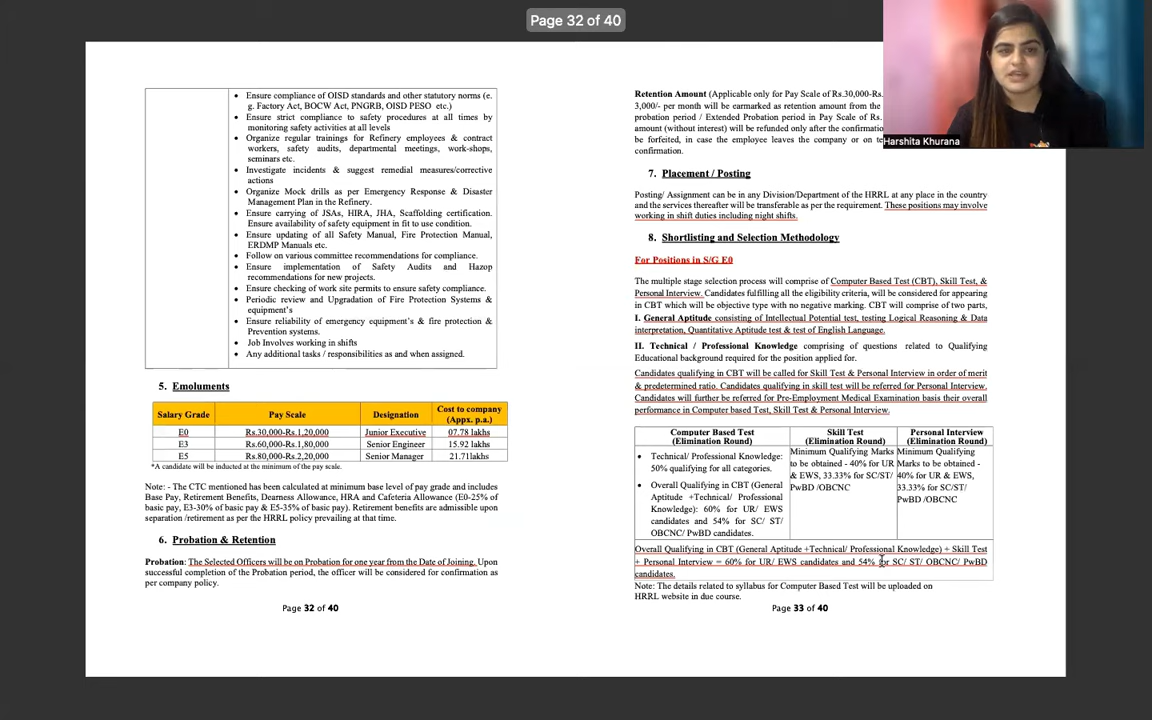 Page 32 of 40
Ensure compliance of OISD standards and other statutory norms (e.
g. Factory Act, BOCW Act, PNGRB, OISD PESO etc.)
Ensure strict compliance to safety procedures at all times by
monitoring safety activities at all levels
Organize regular trainings for Refinery employees & contract
workers, safety audits, departmental meetings, work-shops,
seminars etc.
Investigate incidents & suggest remedial measures/corrective
actions
Organize Mock drills as per Emergency Response & Disaster
Management Plan in the Refinery.
Ensure carrying of JSAs, HIRA, JHA, Scaffolding certification.
Ensure availability of safety equipment in fit to use condition.
Ensure updating of all Safety Manual, Fire Protection Manual,
ERDMP Manuals etc.
Follow on various committee recommendations for compliance.
Ensure implementation of Safety Audits and Hazop
recommendations for new projects.
Ensure checking of work site permits to ensure safety compliance.
Periodic review and Upgradation of Fire Protection Systems &
equipment's
Ensure reliability of emergency equipment's & fire protection &
Prevention systems.
Job Involves working in shifts
Any additional tasks / responsibilities as and when assigned.
5. Emoluments
Salary Grade Pay Scale Designation Cost to company
(Appx. p.a.)
E0 Rs.30,000-Rs.1,20,000 Junior Executive 07.78 lakhs
E3 Rs.60,000-Rs.1,80,000 Senior Engineer 15.92 lakhs
E5 Rs.80,000-Rs.2,20,000 Senior Manager 21.71lakhs
*A candidate will be inducted at the minimum of the pay scale.
Note: - The CTC mentioned has been calculated at minimum base level of pay grade and includes
Base Pay, Retirement Benefits, Dearness Allowance, HRA and Cafeteria Allowance (E0-25% of
basic pay, E3-30% of basic pay & E5-35% of basic pay). Retirement benefits are admissible upon
separation /retirement as per the HRRL policy prevailing at that time.
6. Probation & Retention
Probation: The Selected Officers will be on Probation for one year from the Date of Joining. Upon
successful completion of the Probation period, the officer will be considered for confirmation as
per company policy.
Page 32 of 40
Retention Amount (Applicable only for Pay Scale of Rs.30,000-Rs.
3,000/- per month will be earmarked as retention amount from the
probation period / Extended Probation period in Pay Scale of Rs.
amount (without interest) will be refunded only after the confirmatio
be forfeited, in case the employee leaves the company or on te
confirmation.
Harshita Khurana
7. Placement / Posting
Posting/ Assignment can be in any Division/Department of the HRRL at any place in the country
and the services thereafter will be transferable as per the requirement. These positions may involve
working in shift duties including night shifts.
8. Shortlisting and Selection Methodology
For Positions in S/G E0
The multiple stage selection process will comprise of Computer Based Test (CBT), Skill Test, &
Personal Interview. Candidates fulfilling all the eligibility criteria, will be considered for appearing
in CBT which will be objective type with no negative marking. CBT will comprise of two parts,
I. General Aptitude consisting of Intellectual Potential test, testing Logical Reasoning & Data
interpretation, Quantitative Aptitude test & test of English Language.
II. Technical / Professional Knowledge comprising of questions related to Qualifying
Educational background required for the position applied for.
Candidates qualifying in CBT will be called for Skill Test & Personal Interview in order of merit
& predetermined ratio. Candidates qualifying in skill test will be referred for Personal Interview.
Candidates will further be referred for Pre-Employment Medical Examination basis their overall
performance in Computer based Test, Skill Test & Personal Interview.
Computer Based Test
(Elimination Round)
Technical/ Professional Knowledge:
50% qualifying for all categories.
Overall Qualifying in CBT (General
Aptitude +Technical/ Professional
Knowledge): 60% for UR/ EWS
candidates and 54% for SC/ ST/
OBCNC/ PwBD candidates.
Skill Test
(Elimination Round)
Minimum Qualifying Marks
to be obtained - 40% for UR
& EWS, 33.33% for SC/ST/
PwBD /OBCNC
Personal Interview
(Elimination Round)
Minimum Qualifying
Marks to be obtained -
40% for UR & EWS,
33.33% for SC/ST/
PwBD /OBCNC
Overall Qualifying in CBT (General Aptitude +Technical/ Professional Knowledge) + Skill Test
+ Personal Interview = 60% for UR/ EWS candidates and 54% for SC/ ST/ OBCNC/ PwBD
candidates.
Note: The details related to syllabus for Computer Based Test will be uploaded on
HRRL website in due course.
Page 33 of 40